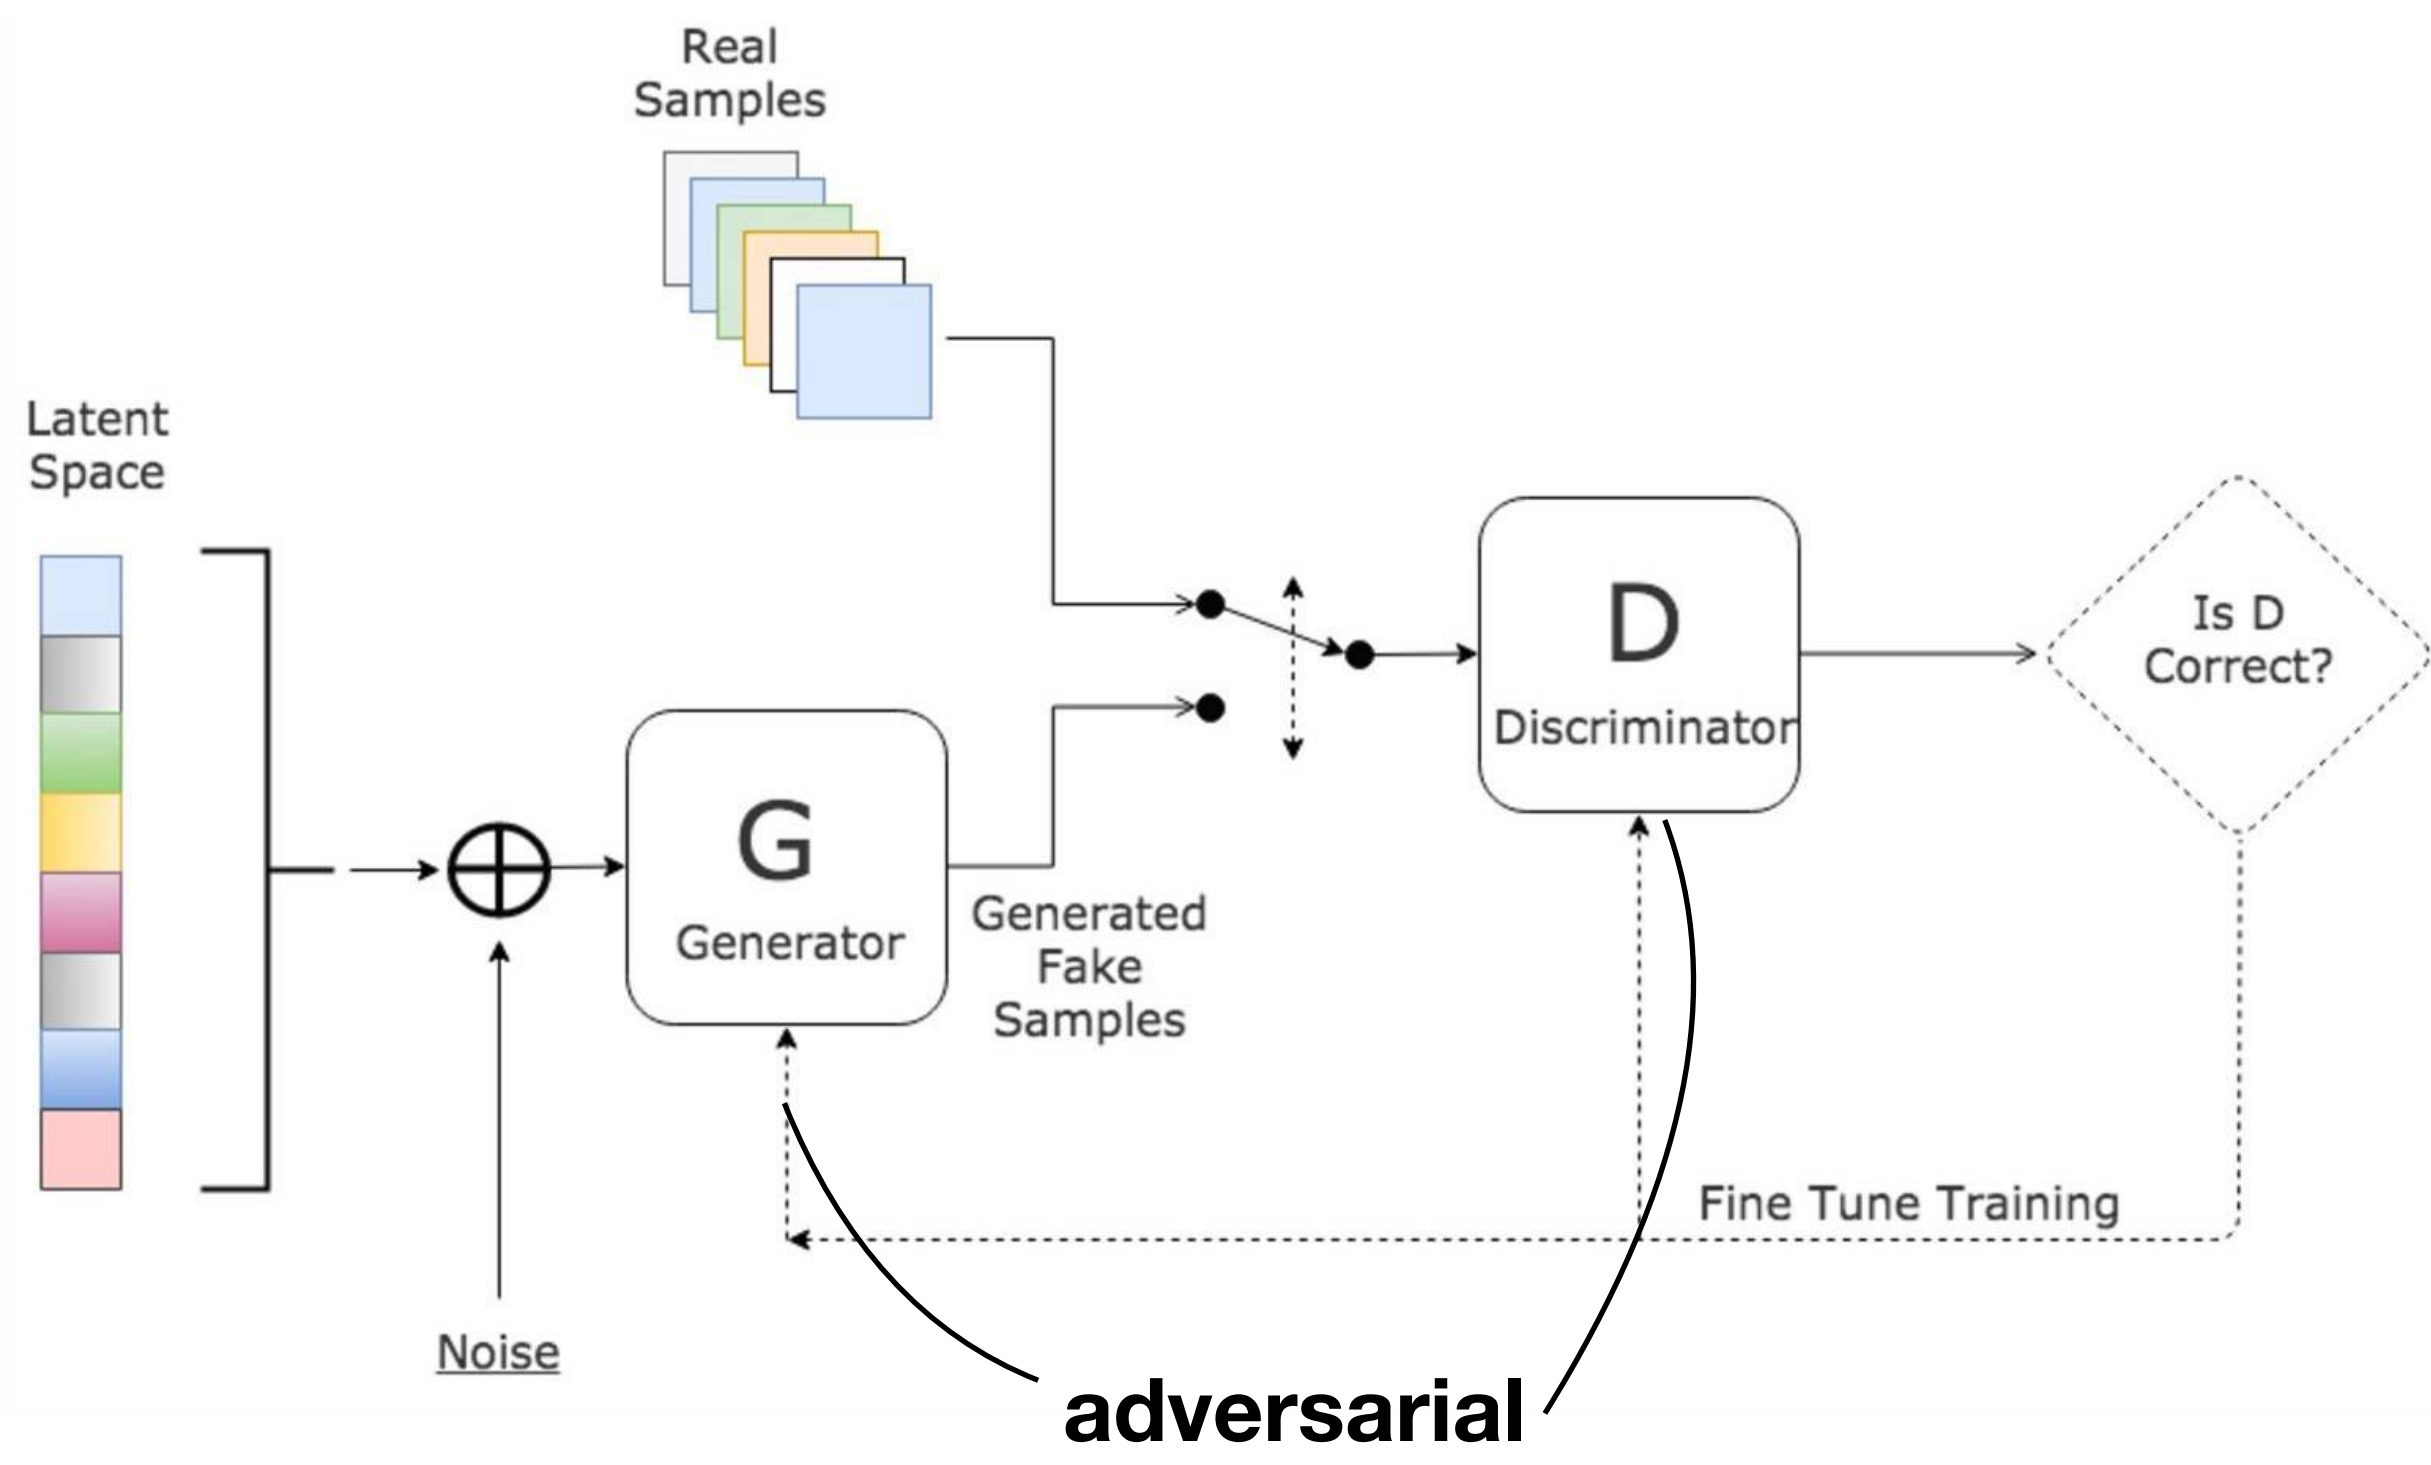 Real
Samples
Latent
Space
Is D
Correct?
D
Discriminator
G
Generator
Generated
Fake
Samples
Fine Tune Training
Noise
adversarial